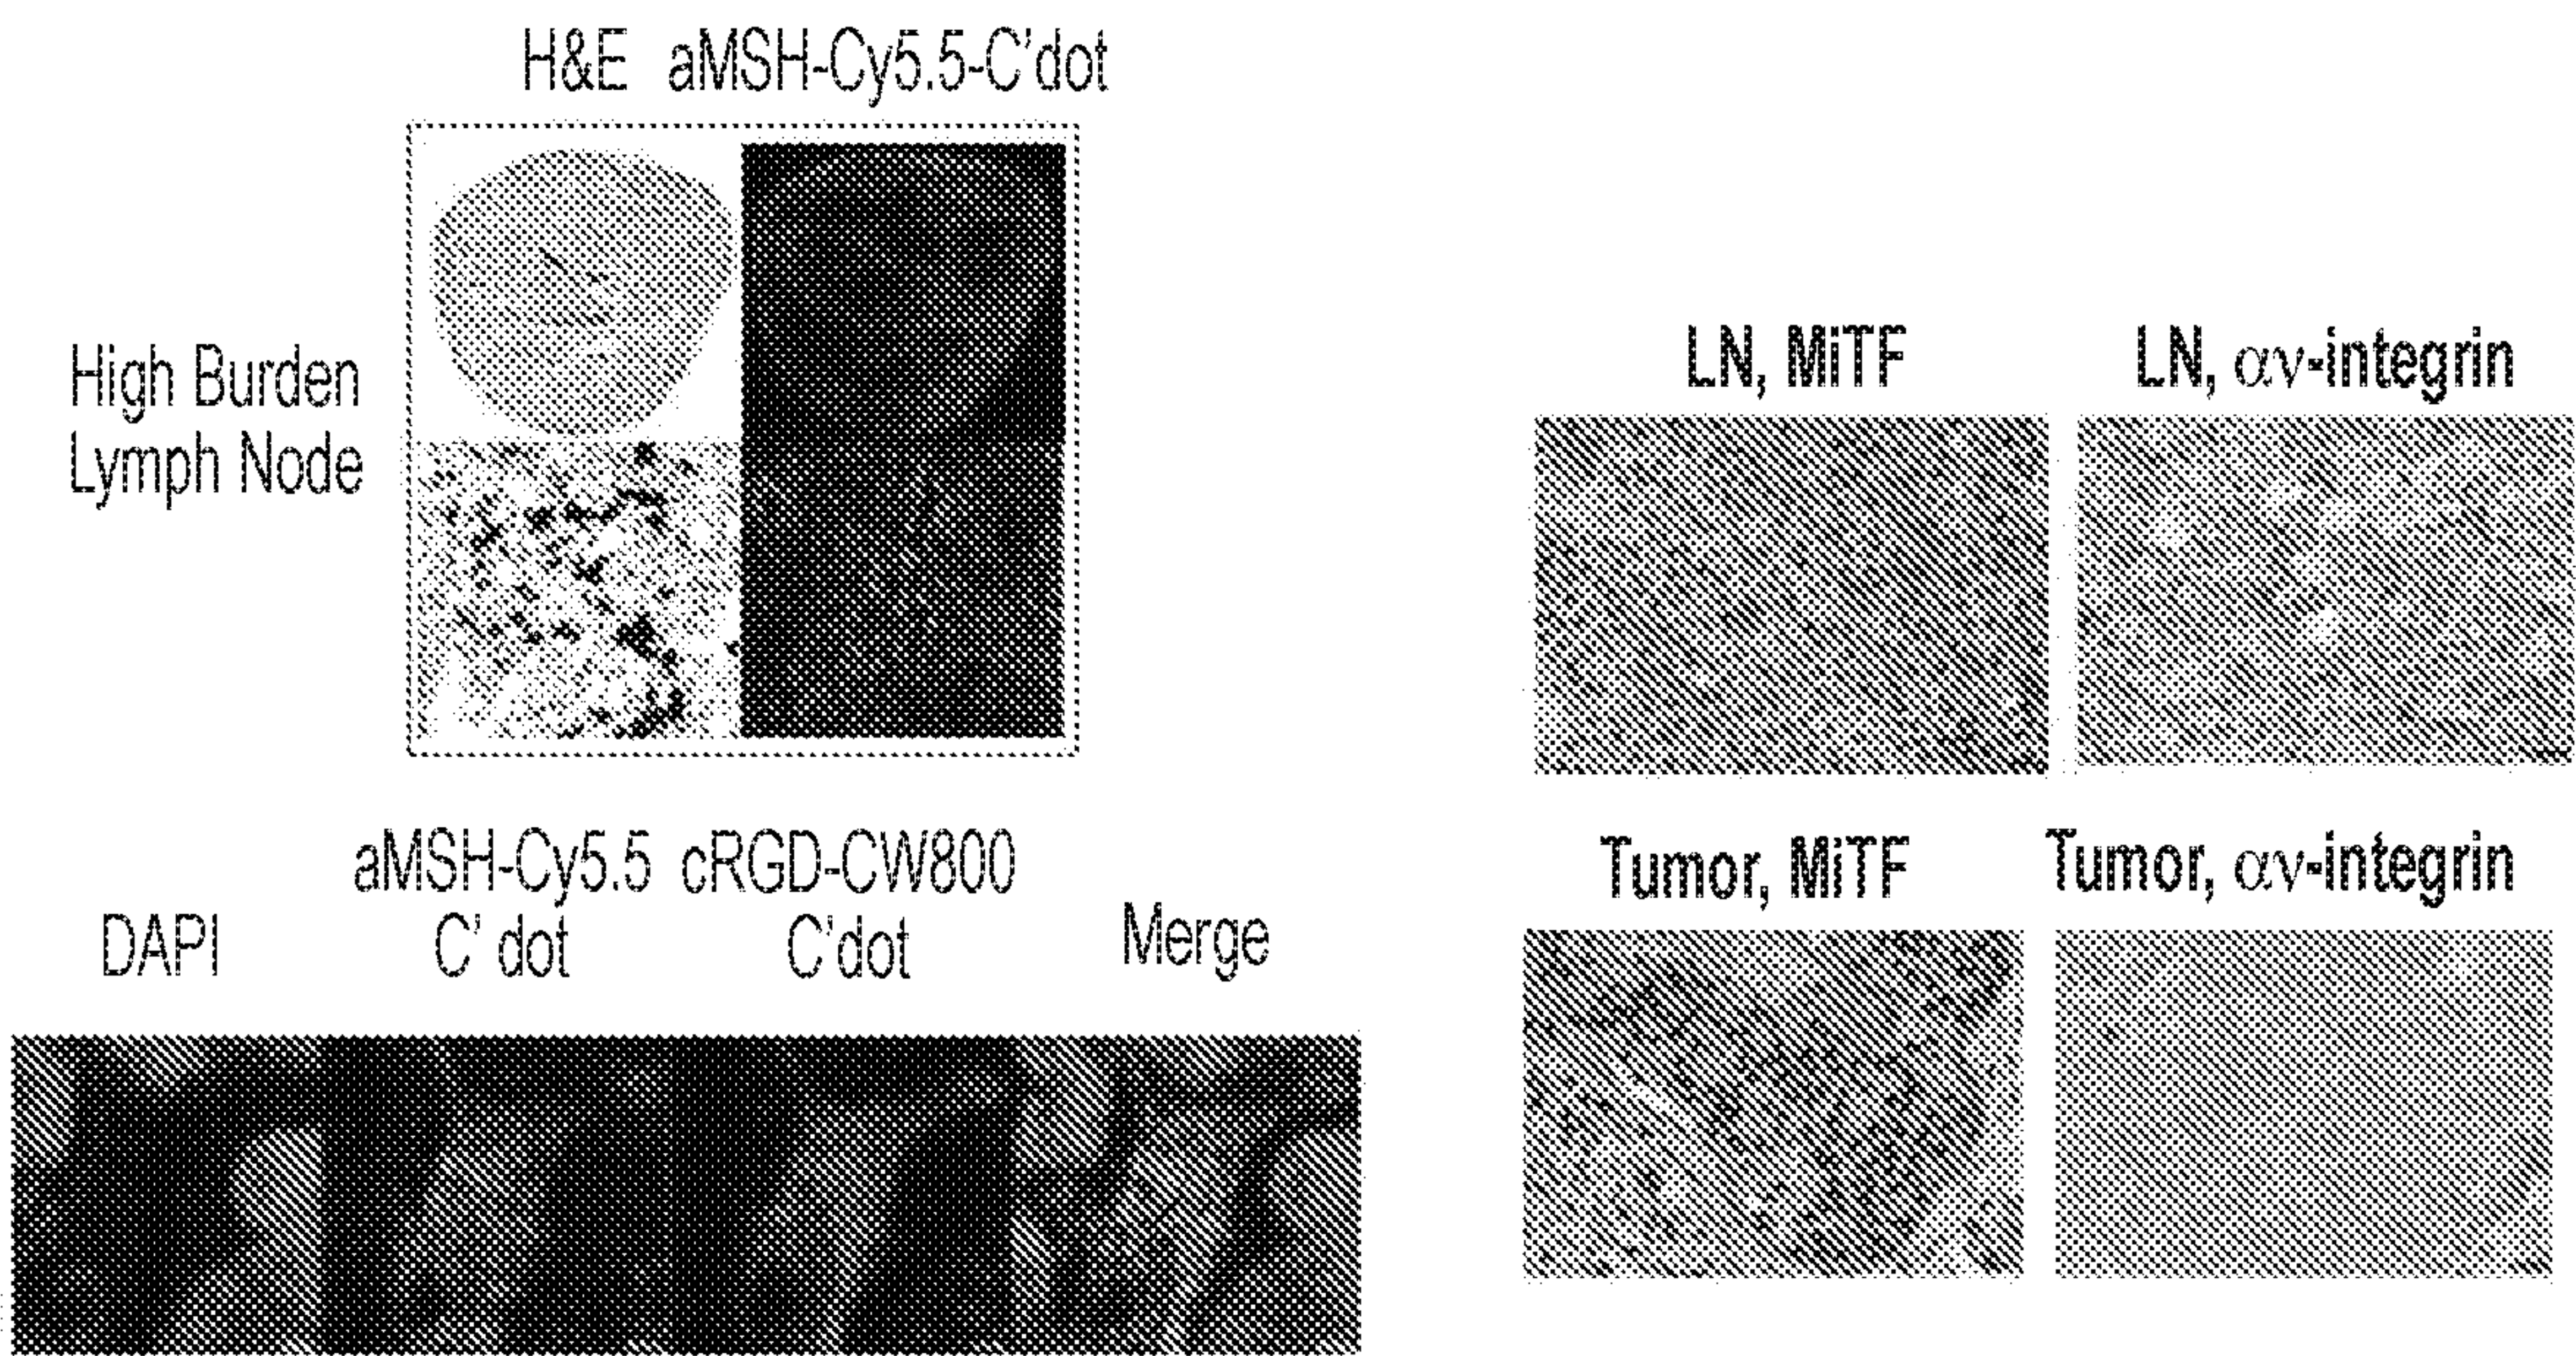 H&E aMSH-Cy5.5-C'dot
High Burden
Lymph Node
LN, MiTF
LN, αv-integrin
aMSH-Cy5.5 cRGD-CW800
DAPI C' dot C'dot Merge
Tumor, MiTF
Tumor, αv-integrin